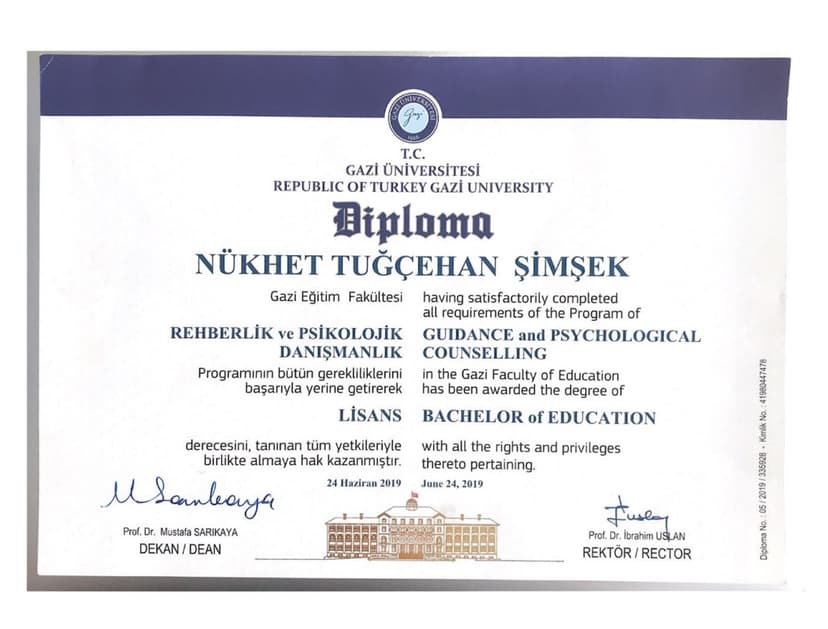 GAZİ ÜNİVERSİTESİ
1926
T.C.
GAZİ ÜNİVERSİTESİ
REPUBLIC OF TURKEY GAZİ UNIVERSITY
Diploma
NÜKHET TUĞÇEHAN ŞİMŞEK
Gazi Eğitim Fakültesi
REHBERLİK ve PSİKOLOJİK
DANIŞMANLIK
Programının bütün gerekliliklerini
başarıyla yerine getirerek
LİSANS
derecesini, tanınan tüm yetkileriyle
birlikte almaya hak kazanmıştır.
24 Haziran 2019
having satisfactorily completed
all requirements of the Program of
GUIDANCE and PSYCHOLOGICAL
COUNSELLING
in the Gazi Faculty of Education
has been awarded the degree of
BACHELOR of EDUCATION
with all the rights and privileges
thereto pertaining.
June 24, 2019
Prof. Dr. Mustafa SARIKAYA
DEKAN / DEAN
Prof. Dr. İbrahim USLAN
REKTÖR / RECTOR
Diploma No. : 05 / 2019 / 335928 - Kimlik No. : 41980447478